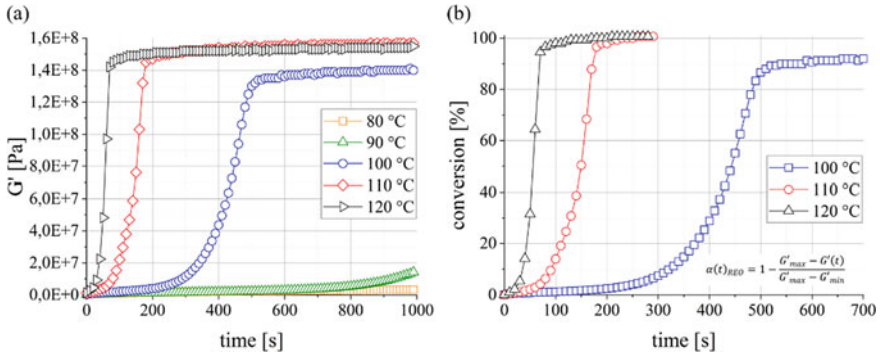 (a)
1,6E+8
1,4E+8
1,2E+8
1,0E+8
8,0E+7
6,0E+7
4,0E+7
2,0E+7
0,0E+0
G' [Pa]
80 °C
90 °C
100 °C
110 °C
120 °C
0 200 400 600 800 1000
time [s]
(b)
100
80
60
40
20
0
conversion [%]
100 °C
110 °C
120 °C
α(t)REO = 1 − G'max − G'(t) / G'max − G'min
0 100 200 300 400 500 600 700
time [s]